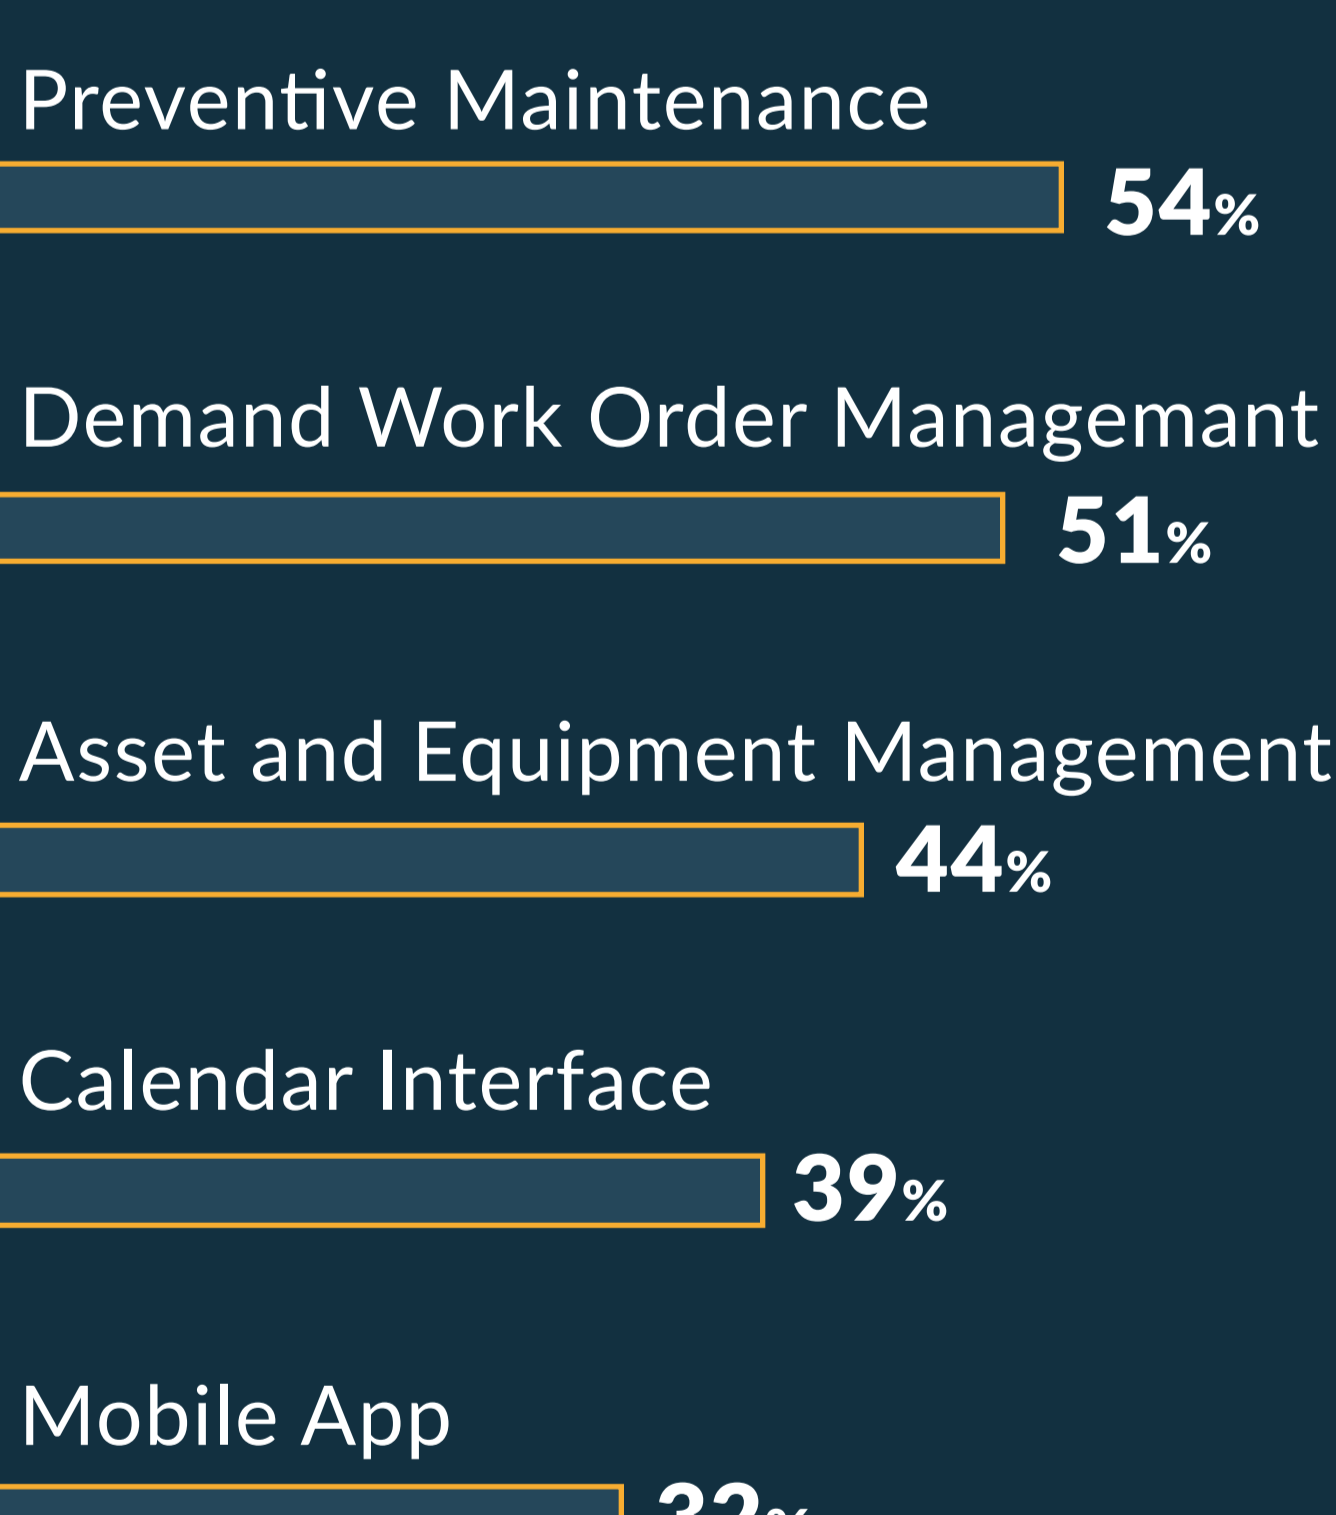 Preventive Maintenance
54%
Demand Work Order Managemant
51%
Asset and Equipment Management
44%
Calendar Interface
39%
Mobile App